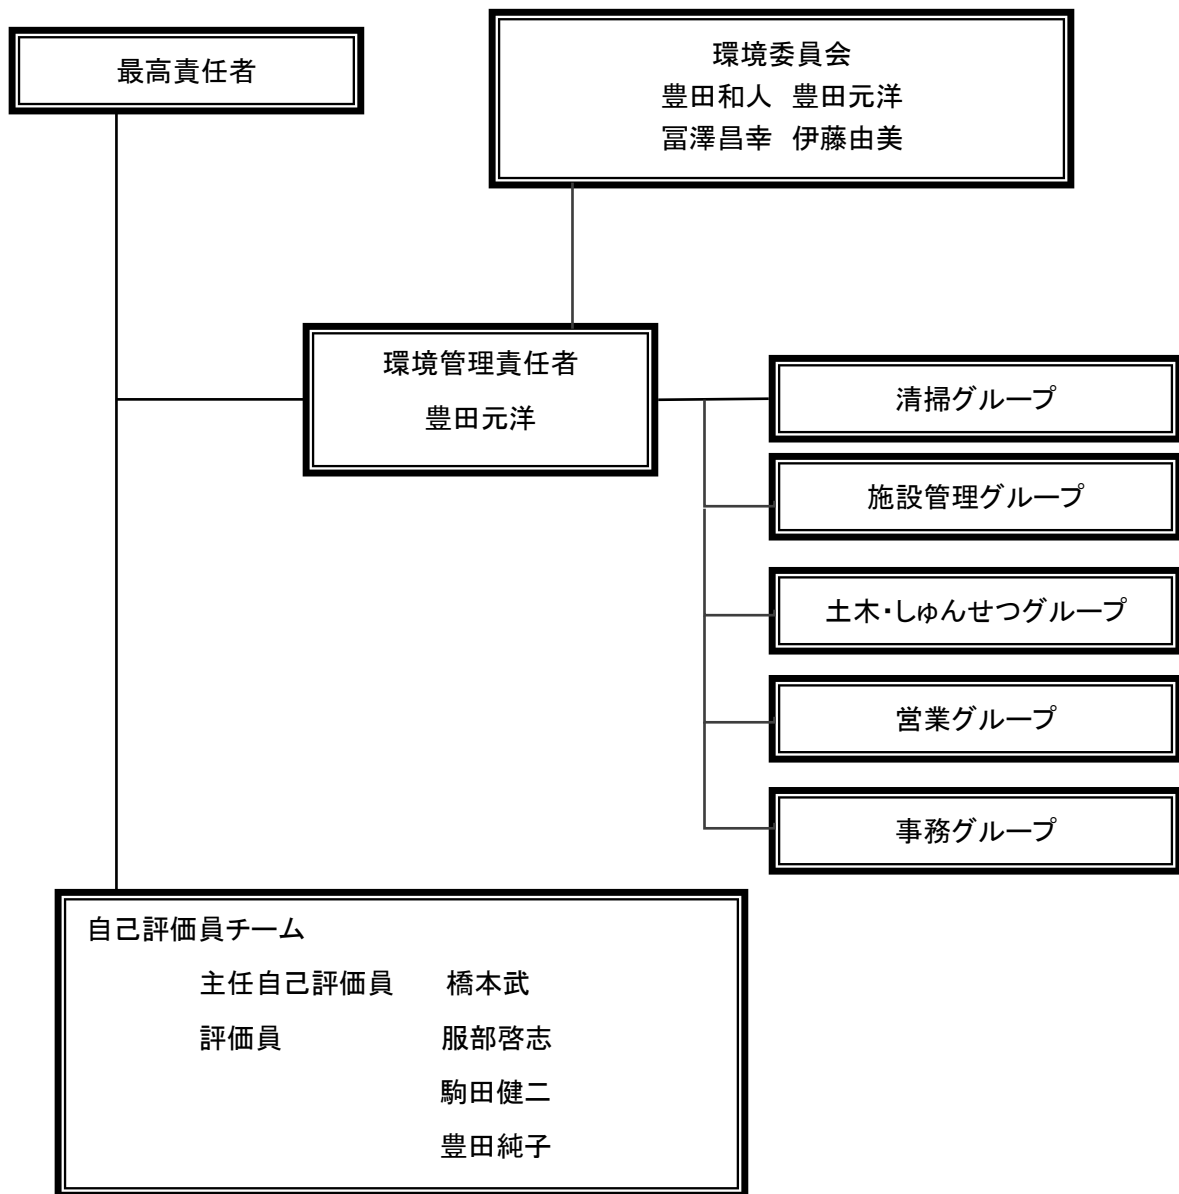 最高責任者
環境委員会
豊田和人 豊田元洋
冨澤昌幸 伊藤由美
環境管理責任者
豊田元洋
清掃グループ
施設管理グループ
土木・しゅんせつグループ
営業グループ
事務グループ
自己評価員チーム
主任自己評価員 橋本武
評価員 服部啓志
駒田健二
豊田純子